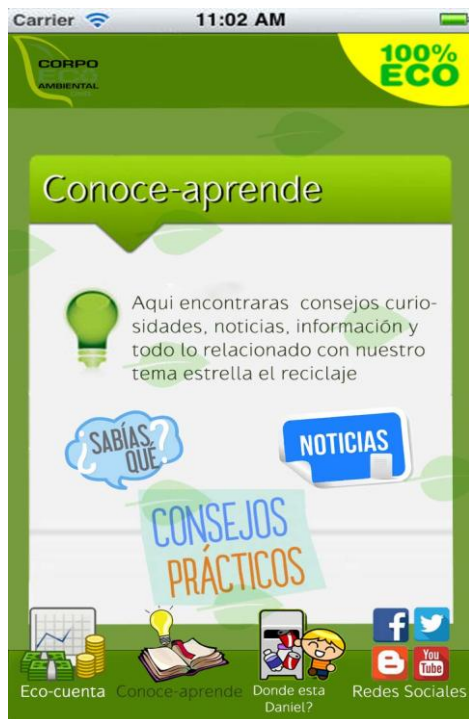 Carrier 11:02 AM
CORPO
ECO
AMBIENTAL
100%
ECO
Conoce-aprende
Aqui encontraras consejos curio-
sidades, noticias, información y
todo lo relacionado con nuestro
tema estrella el reciclaje
¿SABÍAS
QUÉ?
NOTICIAS
CONSEJOS
PRÁCTICOS
You
Tube
Eco-cuenta Conoce-aprende Donde esta Redes Sociales
Daniel?